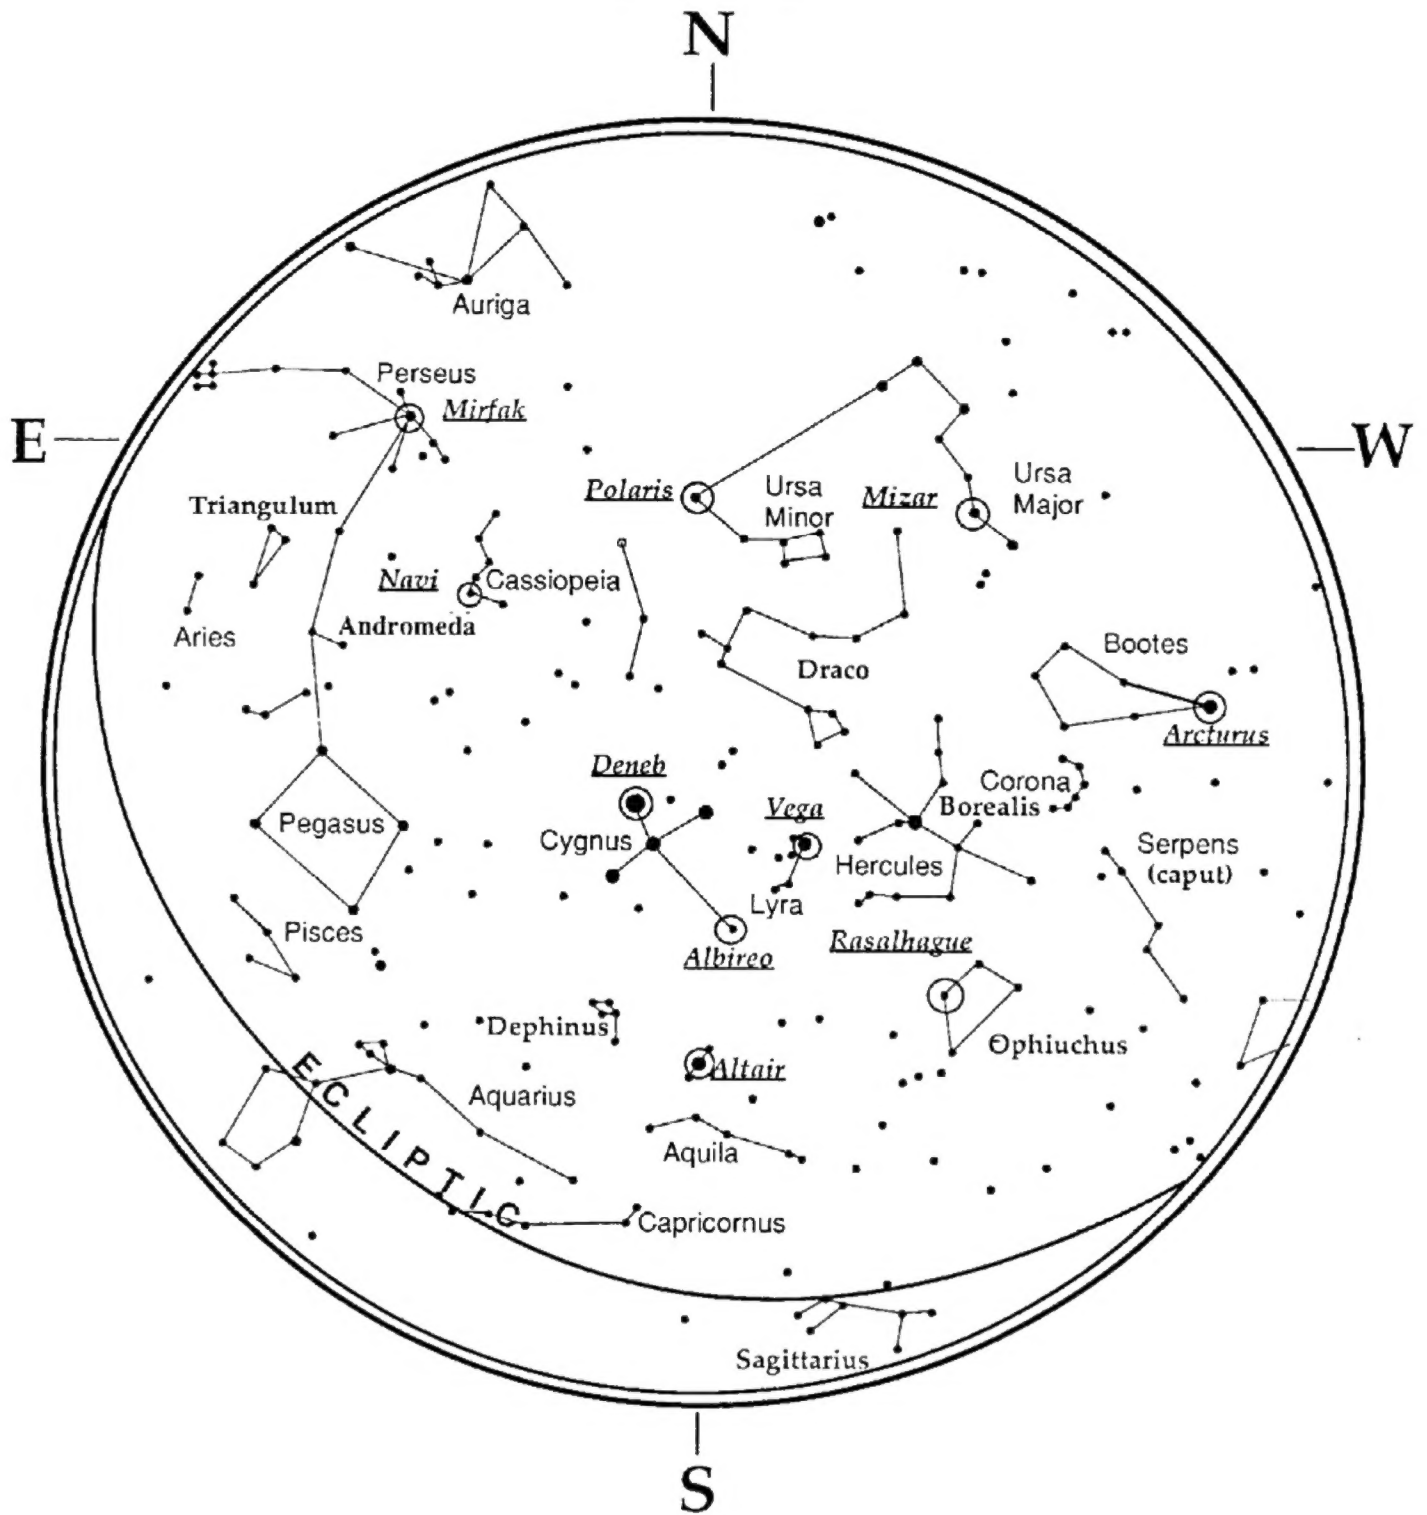 N
Auriga
Perseus
Mirfak
E
W
Polaris
Ursa
Minor
Mizar
Ursa
Major
Triangulum
Navi
Cassiopeia
Aries
Andromeda
Draco
Bootes
Arcturus
Deneb
Vega
Corona
Borealis
Pegasus
Cygnus
Hercules
Serpens
(caput)
Lyra
Pisces
Albireo
Rasalhague
Dephinus
Ophiuchus
Altair
ECLIPTIC
Aquarius
Aquila
Capricornus
Sagittarius
S